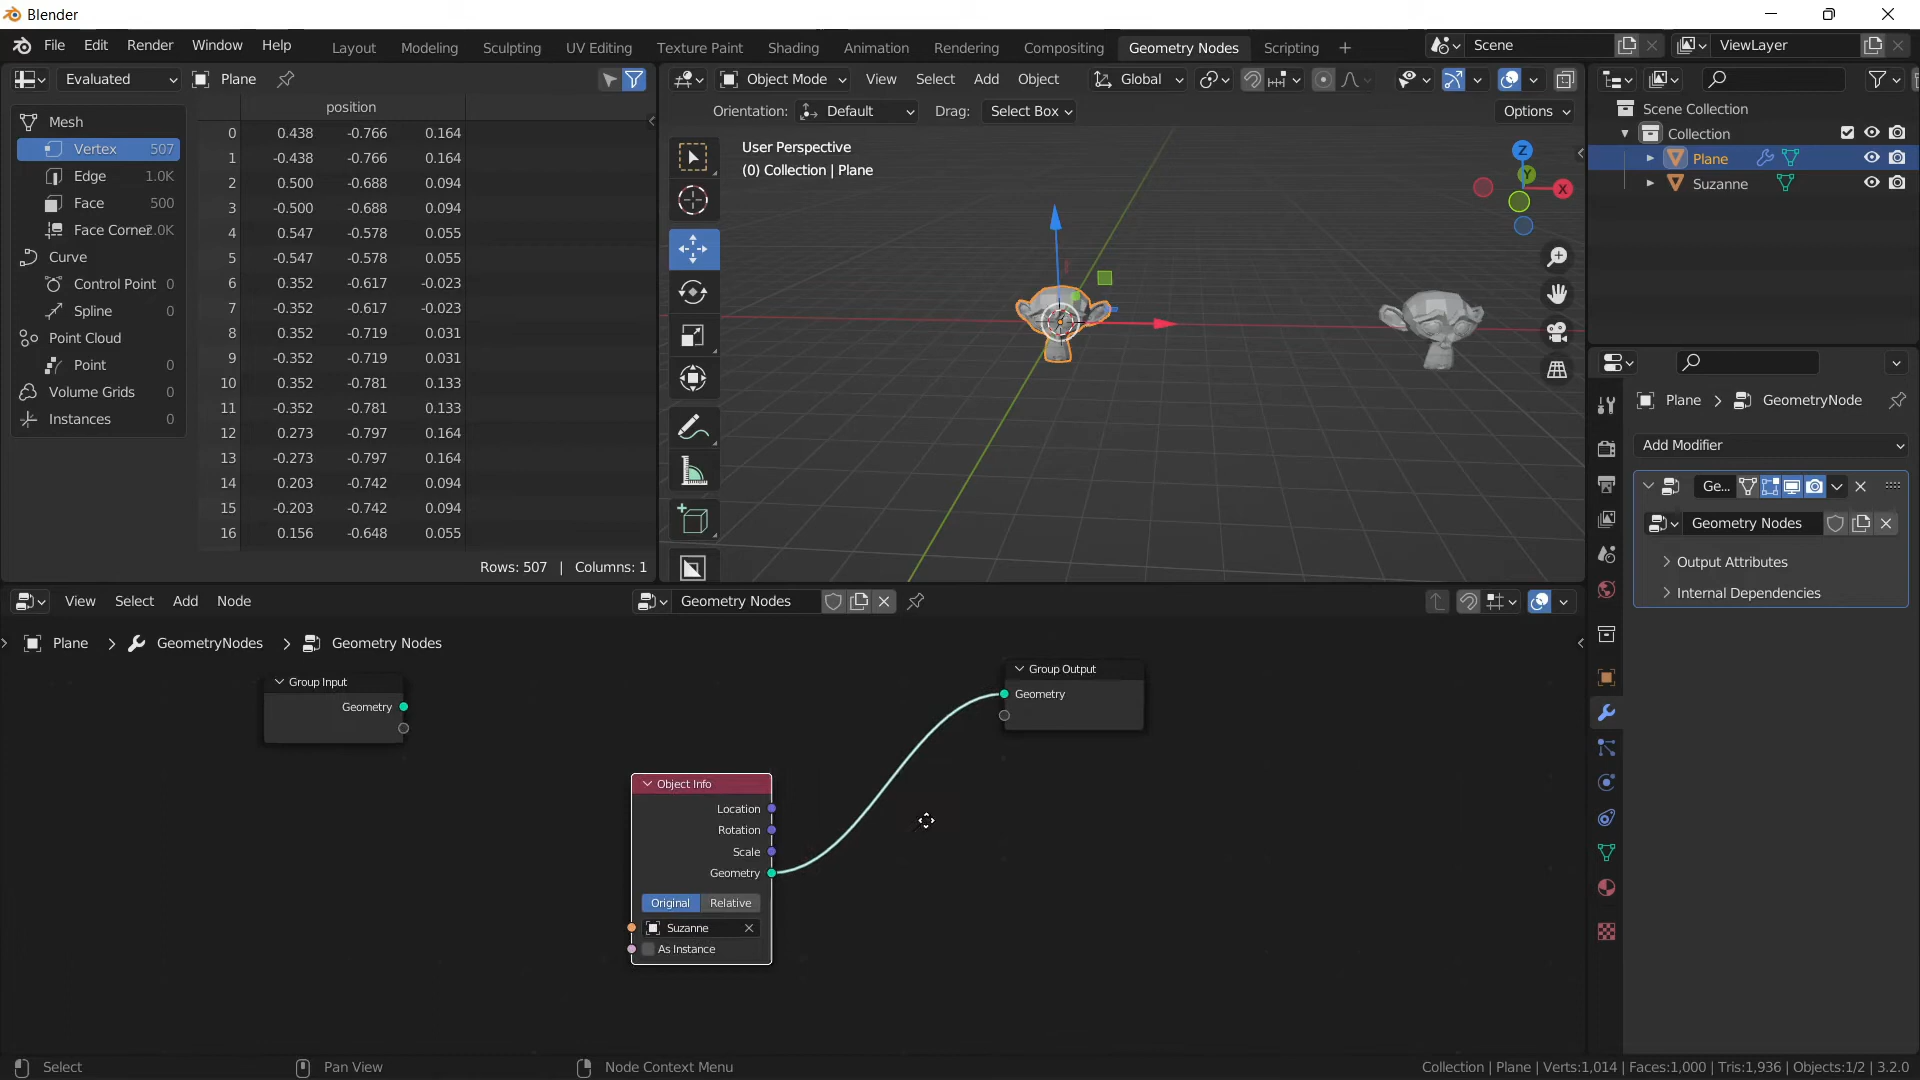 Blender
File Edit Render Window Help Layout Modeling Sculpting UV Editing Texture Paint Shading Animation Rendering Compositing Geometry Nodes Scripting + Scene ViewLayer
Evaluated Plane
Object Mode View Select Add Object Global
Orientation: Default Drag: Select Box Options
position
Mesh
Vertex 507
Edge 1.0K
Face 500
Face Corner 2.0K
Curve
Control Point 0
Spline 0
Point Cloud
Point 0
Volume Grids 0
Instances 0
0 0.438 -0.766 0.164
1 -0.438 -0.766 0.164
2 0.500 -0.688 0.094
3 -0.500 -0.688 0.094
4 0.547 -0.578 0.055
5 -0.547 -0.578 0.055
6 0.352 -0.617 -0.023
7 -0.352 -0.617 -0.023
8 0.352 -0.719 0.031
9 -0.352 -0.719 0.031
10 0.352 -0.781 0.133
11 -0.352 -0.781 0.133
12 0.273 -0.797 0.164
13 -0.273 -0.797 0.164
14 0.203 -0.742 0.094
15 -0.203 -0.742 0.094
16 0.156 -0.648 0.055
Rows: 507 | Columns: 1
User Perspective
(0) Collection | Plane
Z
Y
X
Scene Collection
Collection
Plane
Suzanne
Plane > GeometryNode
Add Modifier
Ge...
Geometry Nodes
Output Attributes
Internal Dependencies
View Select Add Node Geometry Nodes
Plane > GeometryNodes > Geometry Nodes
Group Input
Geometry
Group Output
Geometry
Object Info
Location
Rotation
Scale
Geometry
Original Relative
Suzanne
As Instance
Select Pan View Node Context Menu Collection | Plane | Verts:1,014 | Faces:1,000 | Tris:1,936 | Objects:1/2 | 3.2.0